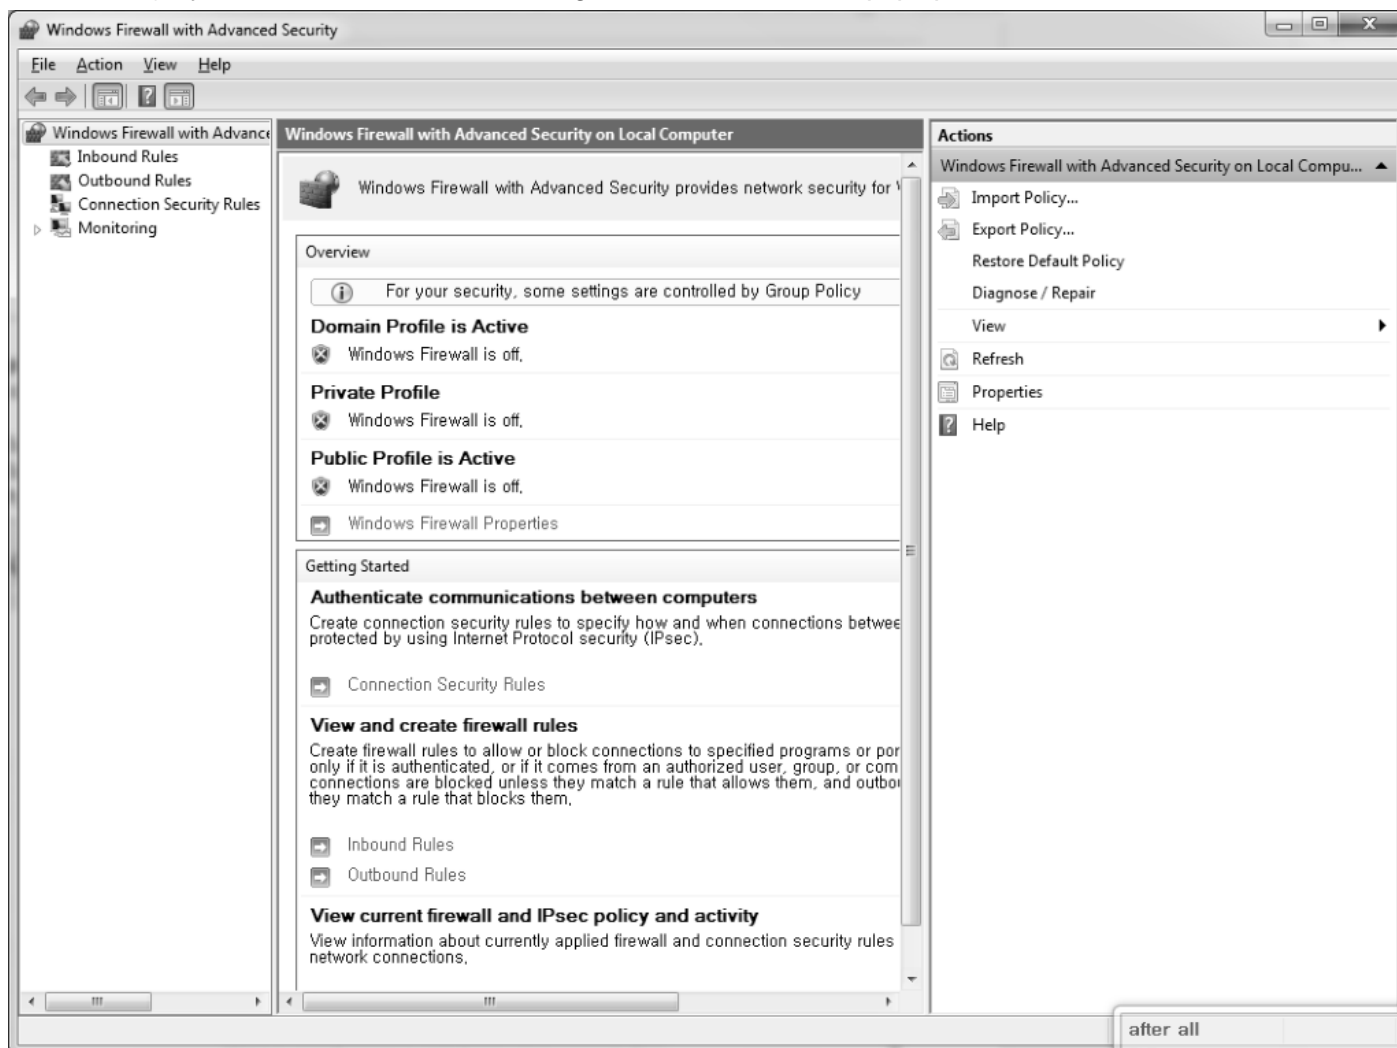 Windows Firewall with Advanced Security
File Action View Help
Windows Firewall with Advance
Inbound Rules
Outbound Rules
Connection Security Rules
Monitoring
Windows Firewall with Advanced Security on Local Computer
Windows Firewall with Advanced Security provides network security for
Overview
For your security, some settings are controlled by Group Policy
Domain Profile is Active
Windows Firewall is off.
Private Profile
Windows Firewall is off.
Public Profile is Active
Windows Firewall is off.
Windows Firewall Properties
Getting Started
Authenticate communications between computers
Create connection security rules to specify how and when connections betwee
protected by using Internet Protocol security (IPsec).
Connection Security Rules
View and create firewall rules
Create firewall rules to allow or block connections to specified programs or por
only if it is authenticated, or if it comes from an authorized user, group, or com
connections are blocked unless they match a rule that allows them, and outbo
they match a rule that blocks them.
Inbound Rules
Outbound Rules
View current firewall and IPsec policy and activity
View information about currently applied firewall and connection security rules
network connections.
Actions
Windows Firewall with Advanced Security on Local Compu...
Import Policy...
Export Policy...
Restore Default Policy
Diagnose / Repair
View
Refresh
Properties
Help
after all